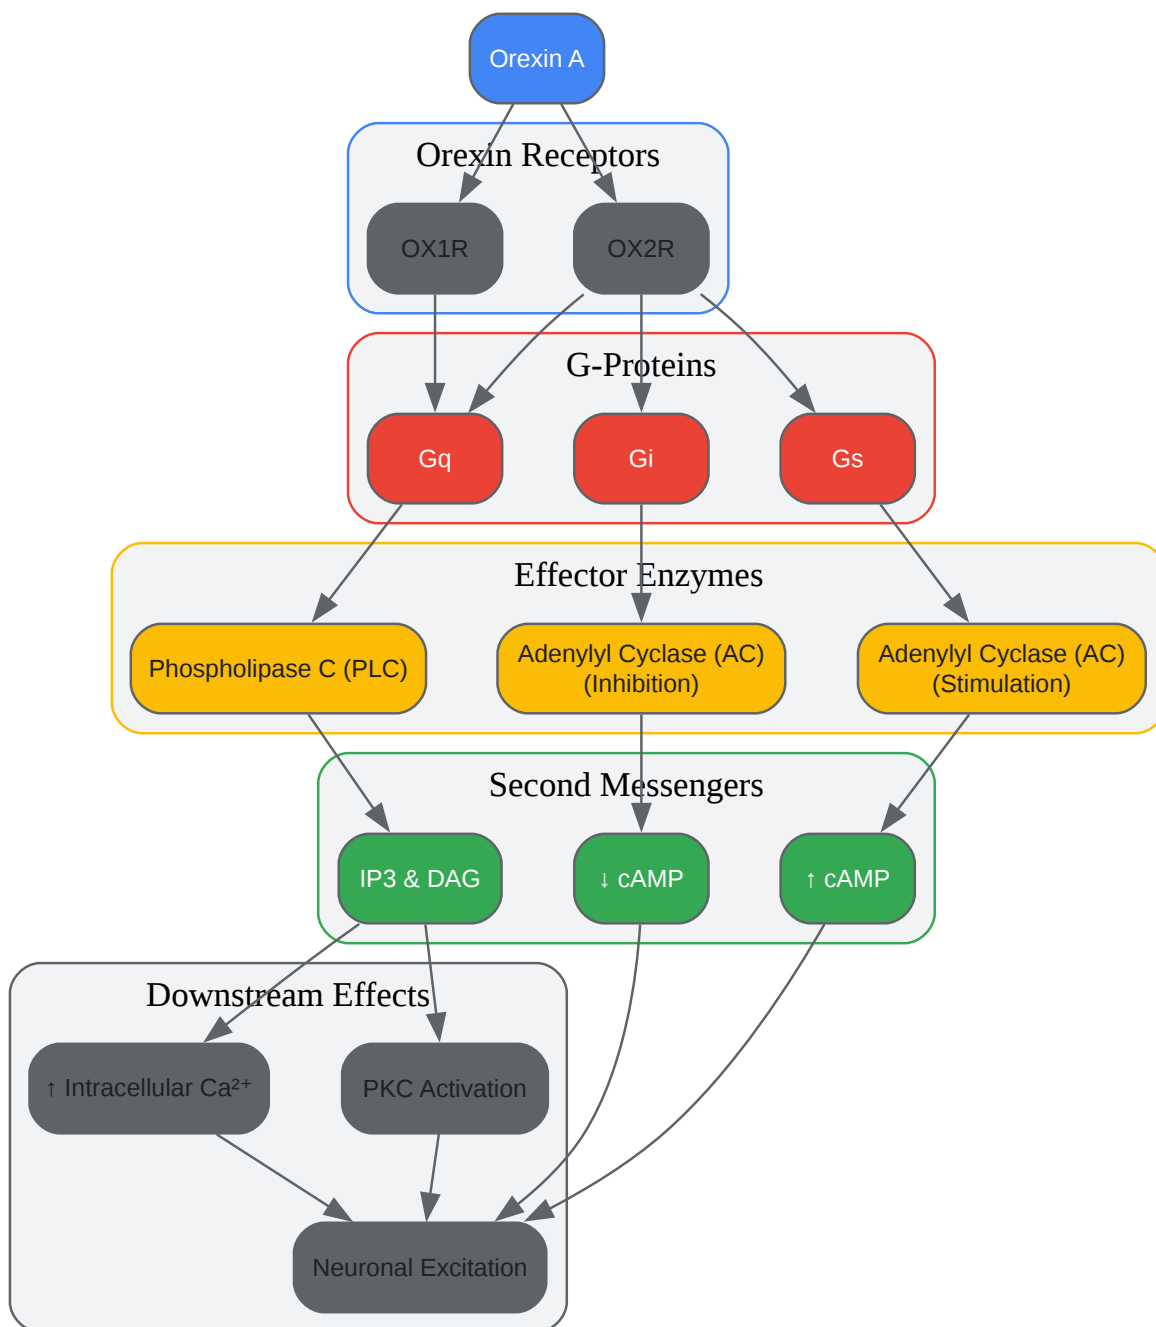 Orexin A
Orexin Receptors
OX1R
OX2R
G-Proteins
Gq
Gi
Gs
Effector Enzymes
Phospholipase C (PLC)
Adenylyl Cyclase (AC)
(Inhibition)
Adenylyl Cyclase (AC)
(Stimulation)
Second Messengers
IP3 & DAG
↓ cAMP
↑ cAMP
Downstream Effects
↑ Intracellular Ca²⁺
PKC Activation
Neuronal Excitation